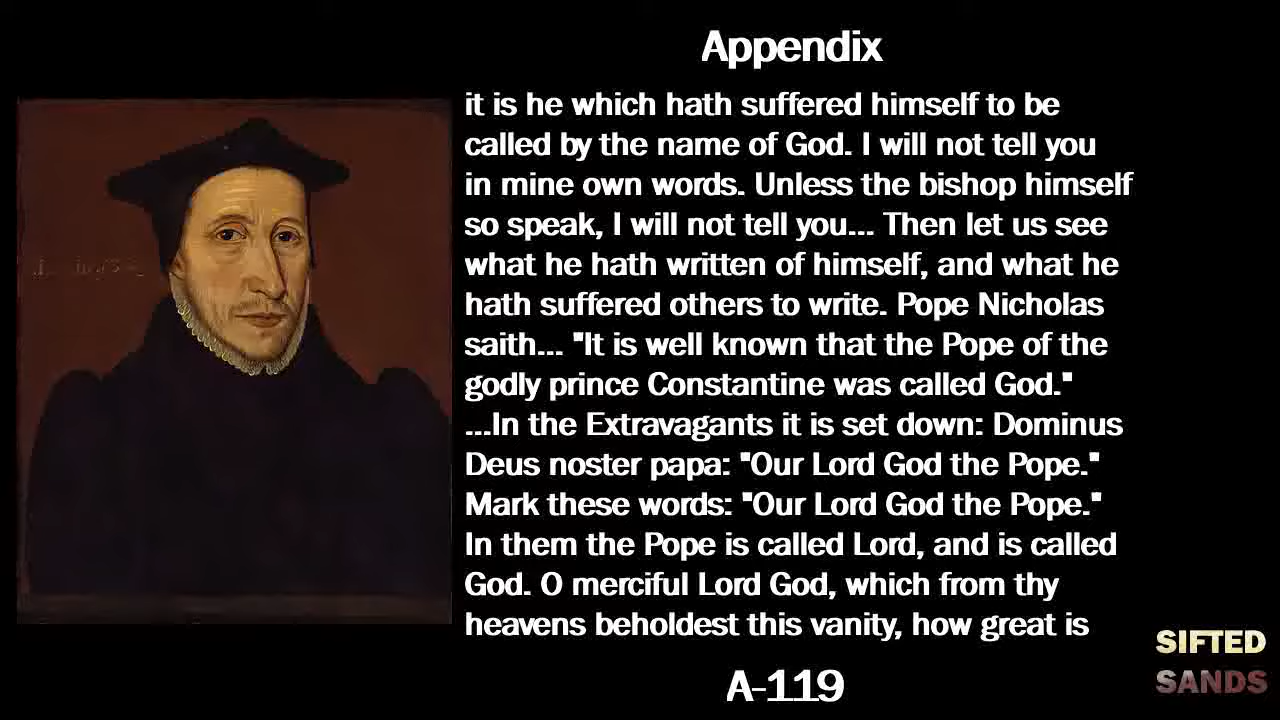 Appendix
it is he which hath suffered himself to be
called by the name of God. I will not tell you
in mine own words. Unless the bishop himself
so speak, I will not tell you... Then let us see
what he hath written of himself, and what he
hath suffered others to write. Pope Nicholas
saith... "It is well known that the Pope of the
godly prince Constantine was called God."
...In the Extravagants it is set down: Dominus
Deus noster papa: "Our Lord God the Pope."
Mark these words: "Our Lord God the Pope."
In them the Pope is called Lord, and is called
God. O merciful Lord God, which from thy
heavens beholdest this vanity, how great is
A-119
SIFTED
SANDS